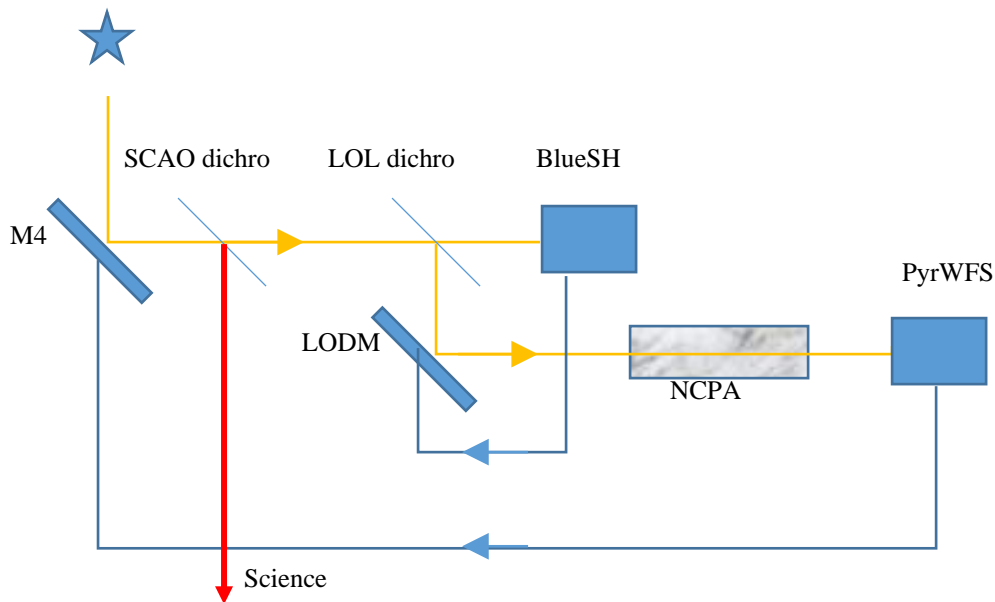 SCAO dichro
LOL dichro
BlueSH
M4
PyrWFS
LODM
NCPA
Science